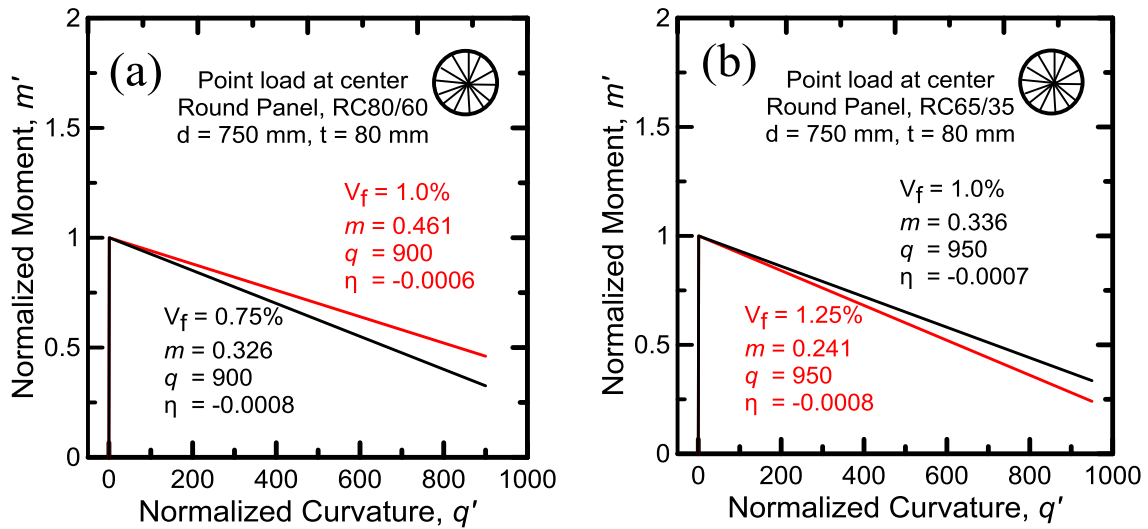 (a)
Point load at center
Round Panel, RC80/60
d = 750 mm, t = 80 mm
V_f = 1.0%
m = 0.461
q = 900
η = -0.0006
V_f = 0.75%
m = 0.326
q = 900
η = -0.0008
2
1.5
1
0.5
0
0 200 400 600 800 1000
Normalized Moment, m′
Normalized Curvature, q′
(b)
Point load at center
Round Panel, RC65/35
d = 750 mm, t = 80 mm
V_f = 1.0%
m = 0.336
q = 950
η = -0.0007
V_f = 1.25%
m = 0.241
q = 950
η = -0.0008
2
1.5
1
0.5
0
0 200 400 600 800 1000
Normalized Moment, m′
Normalized Curvature, q′